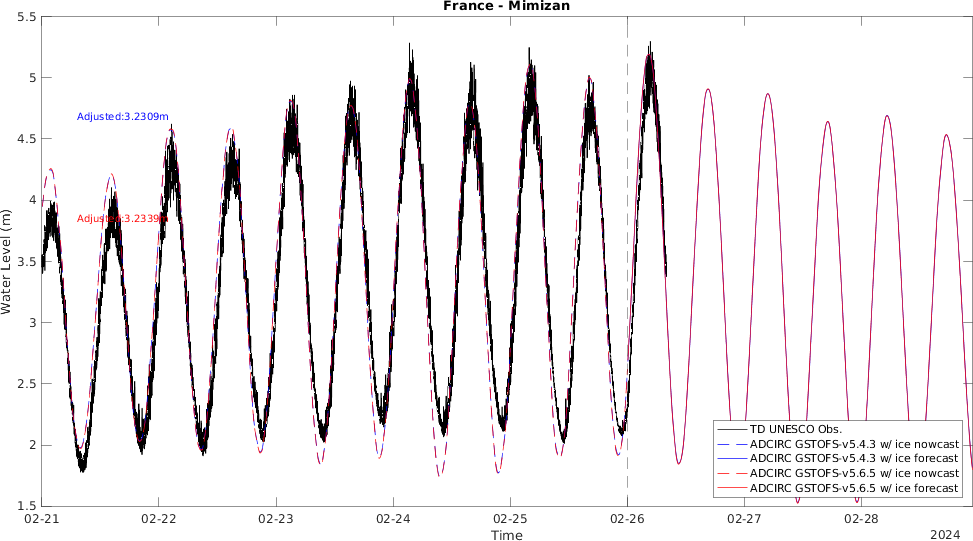 France - Mimizan
Water Level (m)
5.5
5
4.5
4
3.5
3
2.5
2
1.5
Adjusted:3.2309m
Adjusted:3.2339m
TD UNESCO Obs.
ADCIRC GSTOFS-v5.4.3 w/ ice nowcast
ADCIRC GSTOFS-v5.4.3 w/ ice forecast
ADCIRC GSTOFS-v5.6.5 w/ ice nowcast
ADCIRC GSTOFS-v5.6.5 w/ ice forecast
02-21 02-22 02-23 02-24 02-25 02-26 02-27 02-28
Time
2024